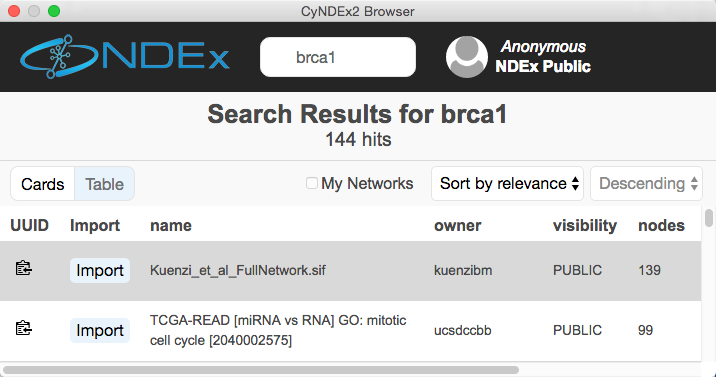 CyNDEx2 Browser
NDEx
brca1
Anonymous
NDEx Public
Search Results for brca1
144 hits
Cards Table My Networks Sort by relevance Descending
UUID Import name owner visibility nodes
Import Kuenzi_et_al_FullNetwork.sif kuenzibm PUBLIC 139
TCGA-READ [miRNA vs RNA] GO: mitotic
Import cell cycle [2040002575] ucsdccbb PUBLIC 99